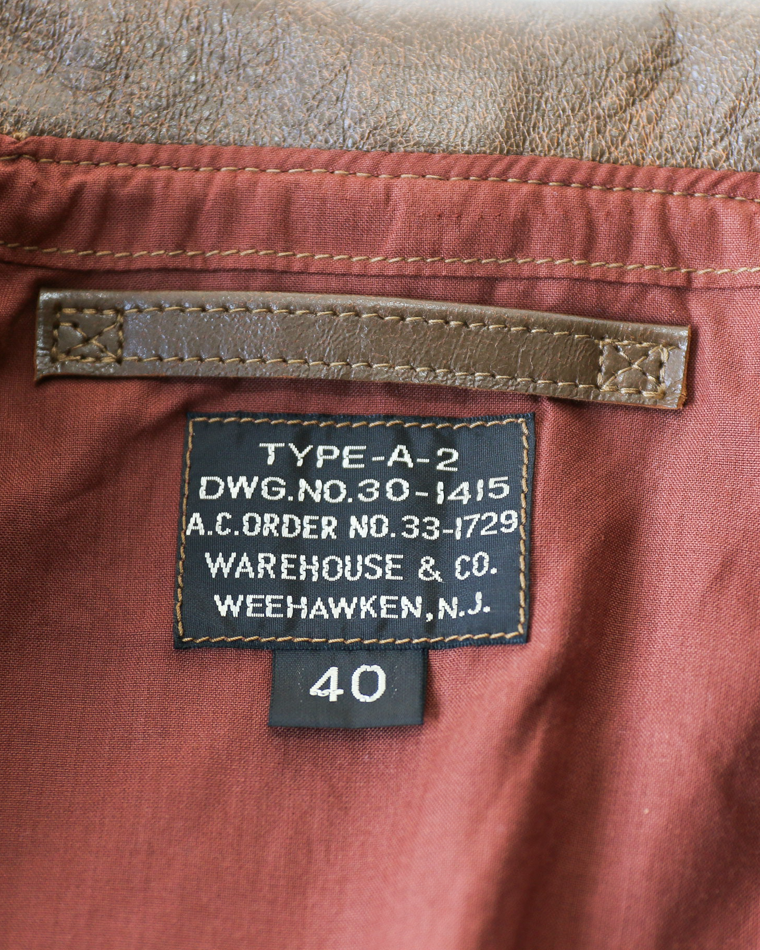 TYPE-A-2
DWG.NO.30-1415
A.C.ORDER NO.33-1729
WAREHOUSE & CO.
WEEHAWKEN, N.J.
40